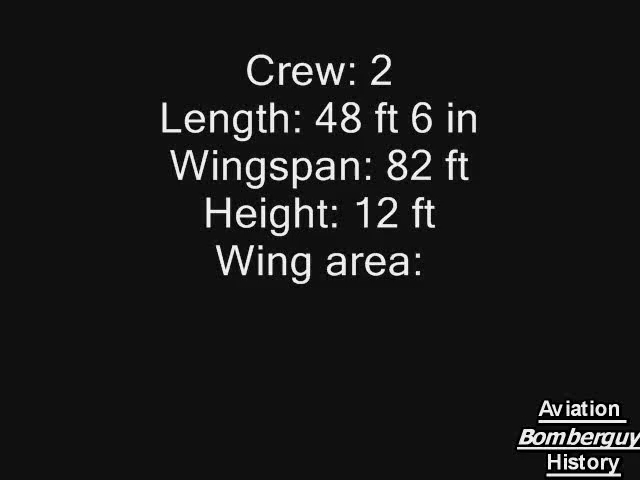 Crew: 2
Length: 48 ft 6 in
Wingspan: 82 ft
Height: 12 ft
Wing area:
Aviation
Bomberguy
History